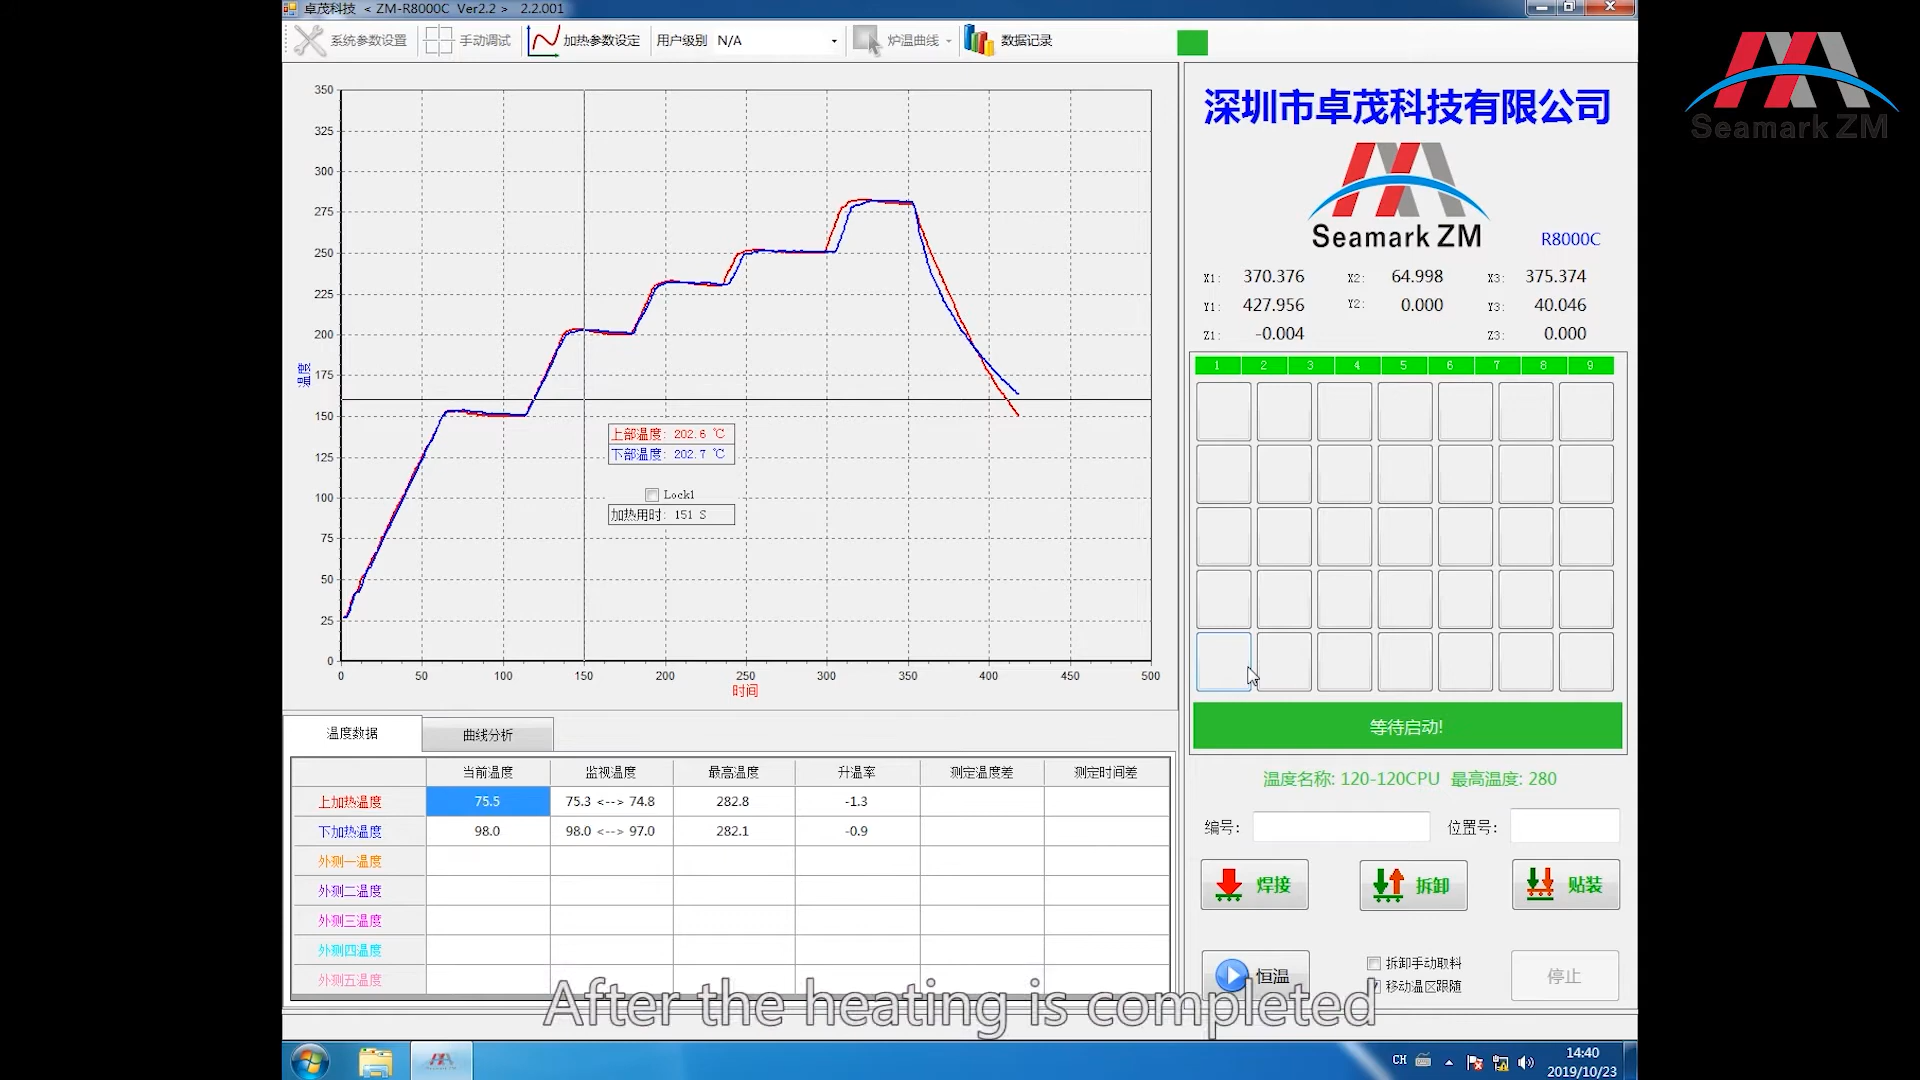 卓茂科技 < ZM-R8000C Ver2.2 > 2.2.001
系统参数设置 手动调试 加热参数设定 用户级别 N/A 炉温曲线 数据记录
Seamark ZM
深圳市卓茂科技有限公司
Seamark ZM
R8000C
X1: 370.376 X2: 64.998 X3: 375.374
Y1: 427.956 Y2: 0.000 Y3: 40.046
Z1: -0.004 Z3: 0.000
350
325
300
275
250
225
200
175
150
125
100
75
50
25
0
温度
0 50 100 150 200 250 300 350 400 450 500
时间
上部温度: 202.6 ℃
下部温度: 202.7 ℃
Lock1
加热用时: 151 S
1 2 3 4 5 6 7 8 9
等待启动!
温度名称: 120-120CPU 最高温度: 280
编号: 位置号:
焊接 拆卸 贴装
恒温 拆卸手动取料 停止
移动温区跟随
温度数据 曲线分析
当前温度 监视温度 最高温度 升温率 测定温度差 测定时间差
上加热温度 75.5 75.3 <--> 74.8 282.8 -1.3
下加热温度 98.0 98.0 <--> 97.0 282.1 -0.9
外测一温度
外测二温度
外测三温度
外测四温度
外测五温度
After the heating is completed
CH 14:40
2019/10/23